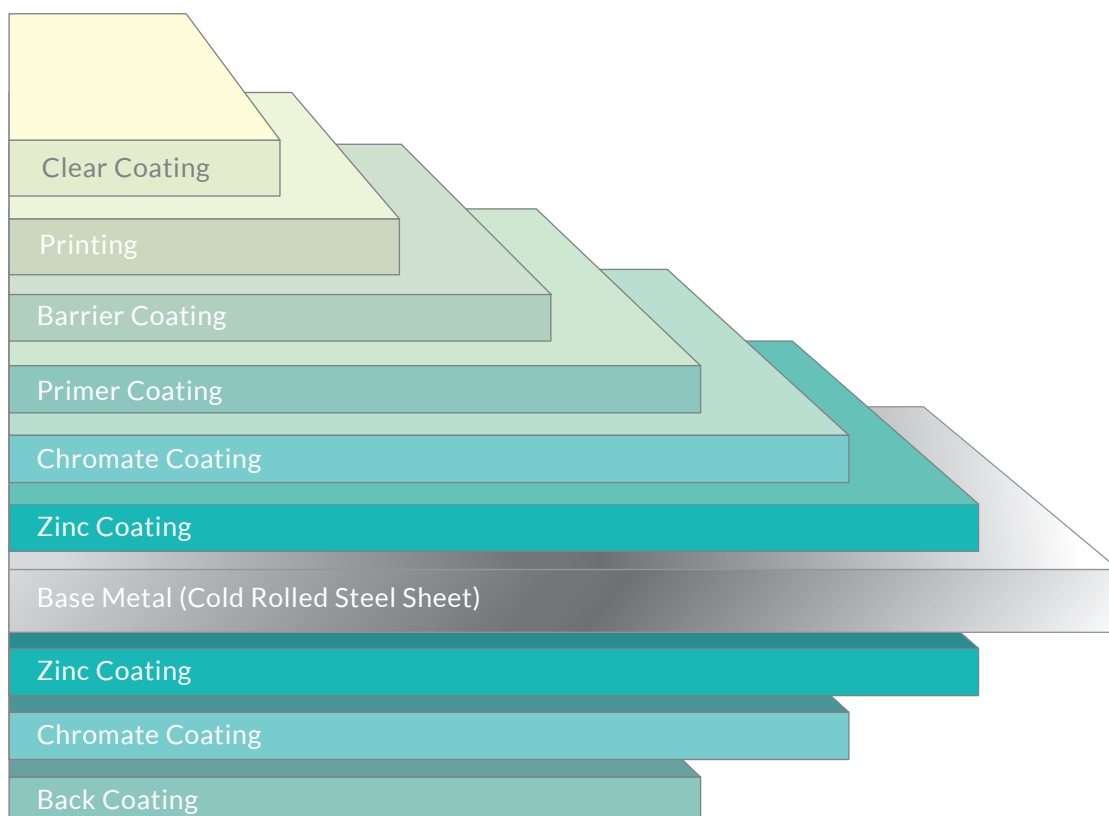 Clear Coating
Printing
Barrier Coating
Primer Coating
Chromate Coating
Zinc Coating
Base Metal (Cold Rolled Steel Sheet)
Zinc Coating
Chromate Coating
Back Coating